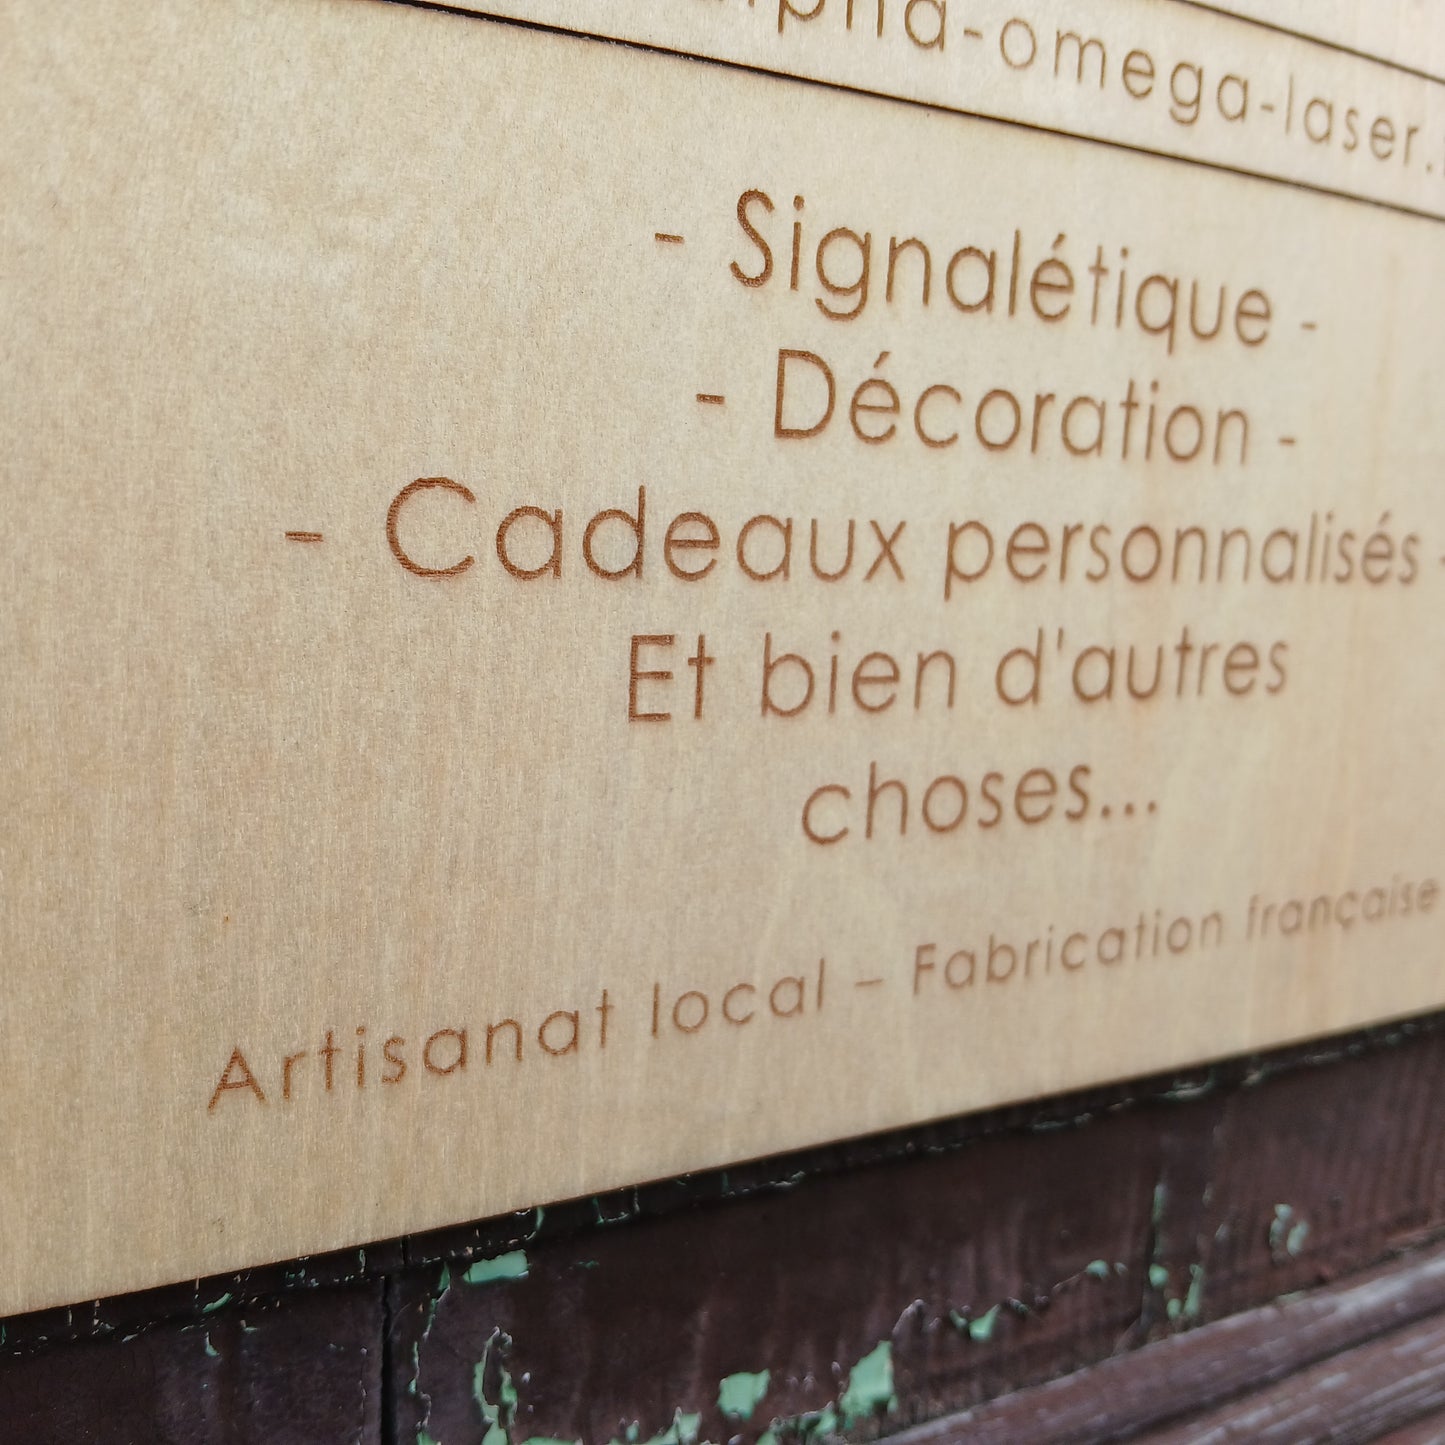 alpha-omega-laser.
- Signalétique -
- Décoration -
- Cadeaux personnalisés -
Et bien d'autres
choses...
Artisanat local – Fabrication française